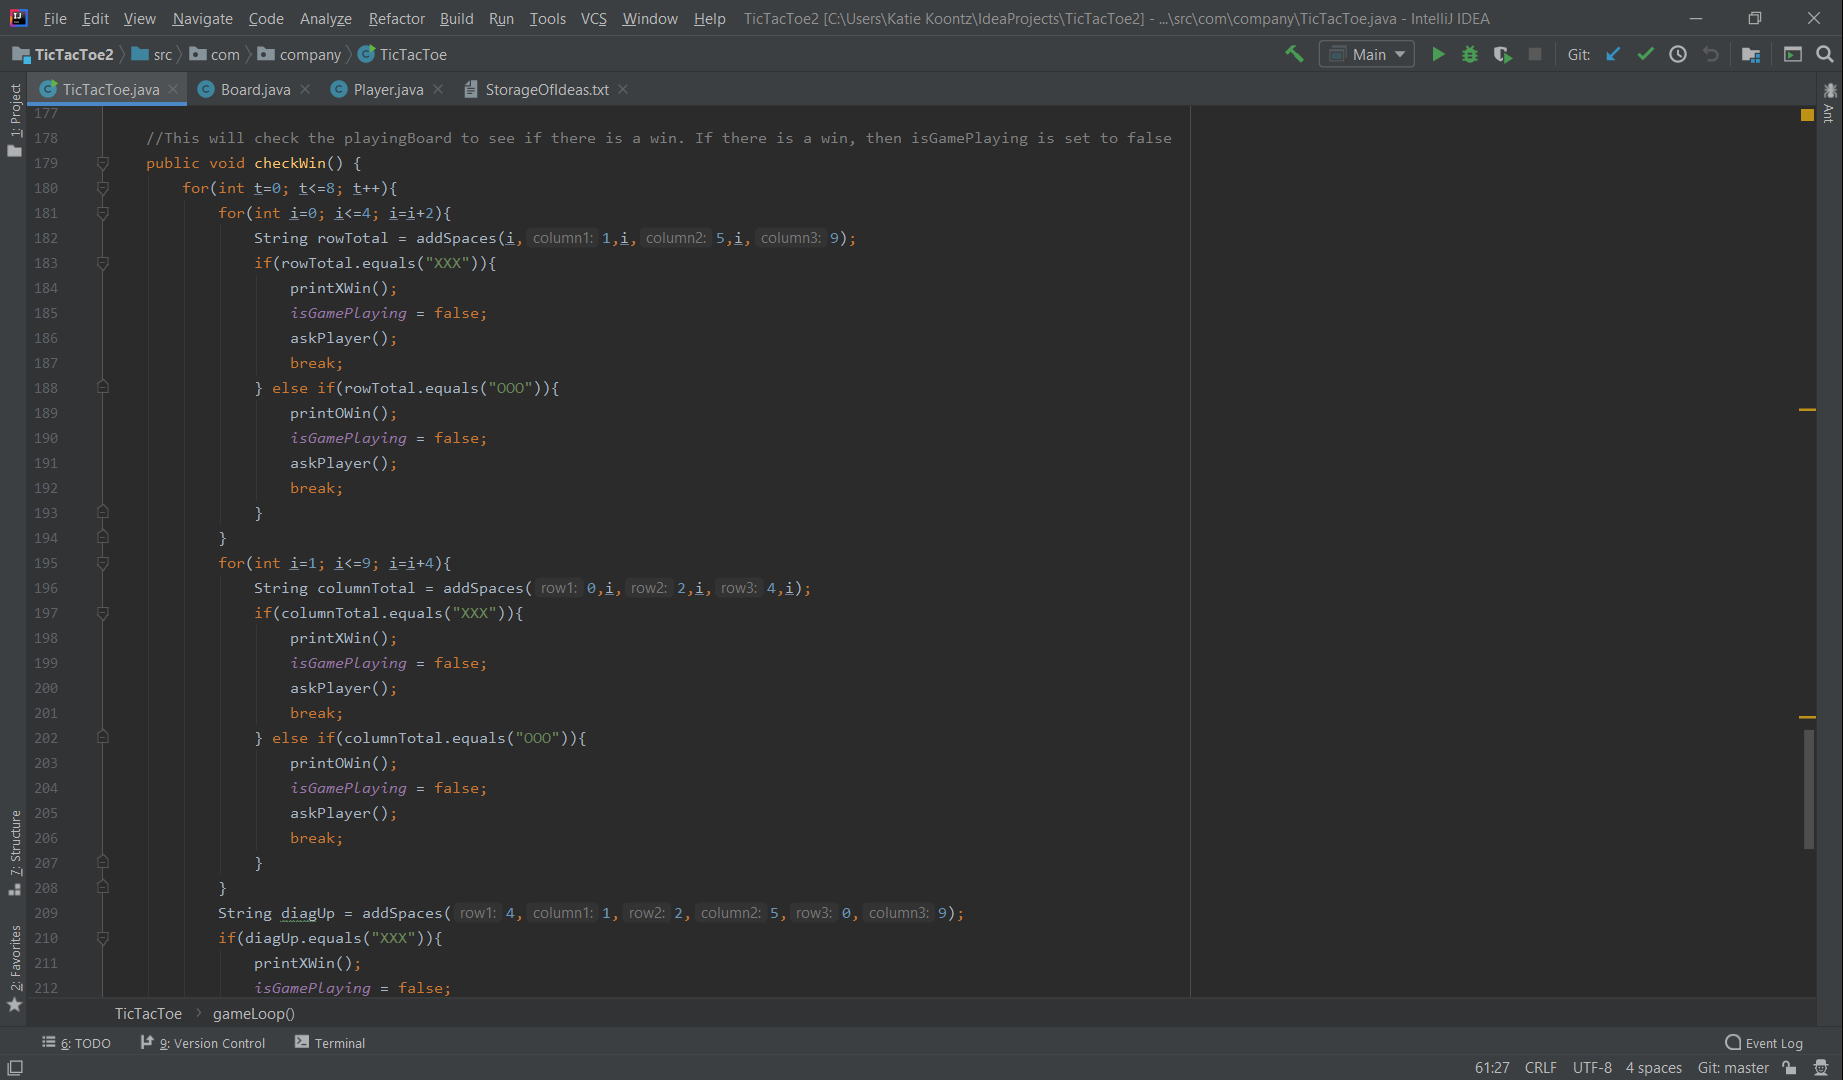 File Edit View Navigate Code Analyze Refactor Build Run Tools VCS Window Help TicTacToe2 [C:\Users\Katie Koontz\IdeaProjects\TicTacToe2] - ...\src\com\company\TicTacToe.java - IntelliJ IDEA
TicTacToe2 src com company TicTacToe Main Git:
TicTacToe.java Board.java Player.java StorageOfIdeas.txt
1: Project
Ant
177
178 //This will check the playingBoard to see if there is a win. If there is a win, then isGamePlaying is set to false
179 public void checkWin() {
180 for(int t=0; t<=8; t++){
181 for(int i=0; i<=4; i=i+2){
182 String rowTotal = addSpaces(i, column1: 1,i, column2: 5,i, column3: 9);
183 if(rowTotal.equals("XXX")){
184 printXWin();
185 isGamePlaying = false;
186 askPlayer();
187 break;
188 } else if(rowTotal.equals("OOO")){
189 printOWin();
190 isGamePlaying = false;
191 askPlayer();
192 break;
193 }
194 }
195 for(int i=1; i<=9; i=i+4){
196 String columnTotal = addSpaces( row1: 0,i, row2: 2,i, row3: 4,i);
197 if(columnTotal.equals("XXX")){
198 printXWin();
199 isGamePlaying = false;
200 askPlayer();
201 break;
202 } else if(columnTotal.equals("OOO")){
203 printOWin();
204 isGamePlaying = false;
205 askPlayer();
206 break;
207 }
208 }
209 String diagUp = addSpaces( row1: 4, column1: 1, row2: 2, column2: 5, row3: 0, column3: 9);
210 if(diagUp.equals("XXX")){
211 printXWin();
212 isGamePlaying = false;
7: Structure
2: Favorites
TicTacToe gameLoop()
6: TODO 9: Version Control Terminal Event Log
61:27 CRLF UTF-8 4 spaces Git: master